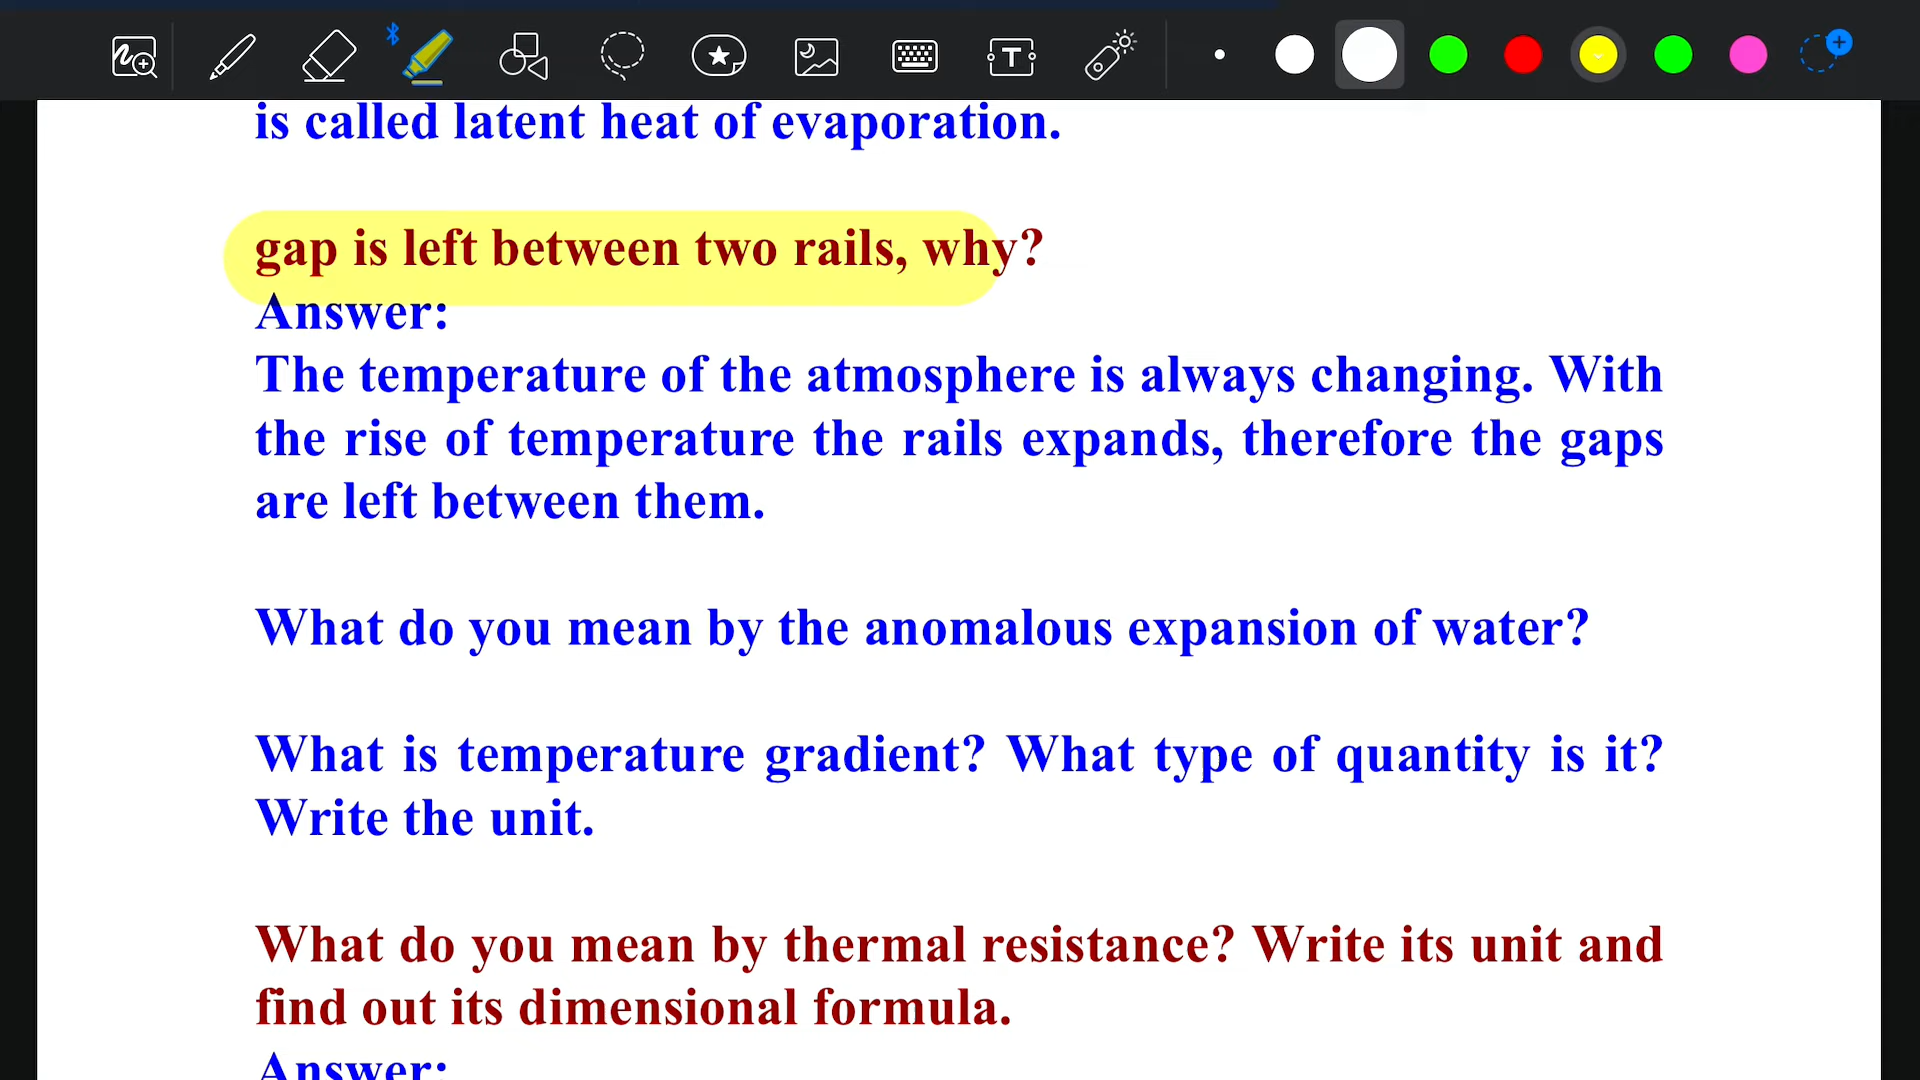 is called latent heat of evaporation.
gap is left between two rails, why?
Answer:
The temperature of the atmosphere is always changing. With
the rise of temperature the rails expands, therefore the gaps
are left between them.
What do you mean by the anomalous expansion of water?
What is temperature gradient? What type of quantity is it?
Write the unit.
What do you mean by thermal resistance? Write its unit and
find out its dimensional formula.
Answer: